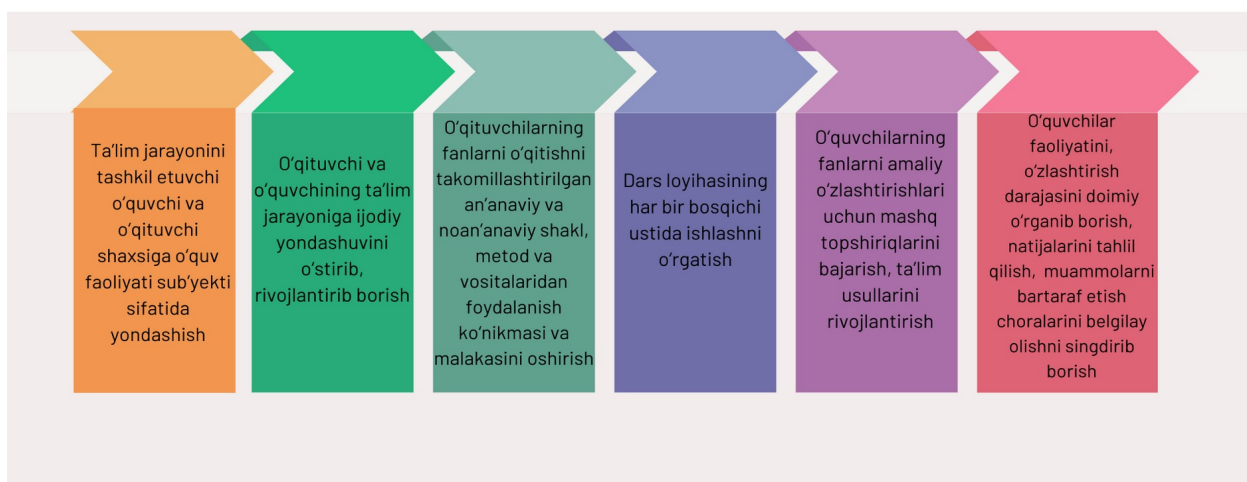 Ta'lim jarayonini
tashkil etuvchi
o'quvchi va
o'qituvchi
shaxsiga o'quv
faoliyati sub'yekti
sifatida
yondashish
O'qituvchi va
o'quvchining ta'lim
jarayoniga ijodiy
yondashuvini
o'stirib,
rivojlantirib borish
O'qituvchilarning
fanlarni o'qitishni
takomillashtirilgan
an'anaviy va
noan'anaviy shakl,
metod va
vositalaridan
foydalanish
ko'nikmasi va
malakasini oshirish
Dars loyihasining
har bir bosqichi
ustida ishlashni
o'rgatish
O'quvchilarning
fanlarni amaliy
o'zlashtirishlari
uchun mashq
topshiriqlarini
bajarish, ta'lim
usullarini
rivojlantirish
O'quvchilar
faoliyatini,
o'zlashtirish
darajasini doimiy
o'rganib borish,
natijalarini tahlil
qilish, muammolarni
bartaraf etish
choralarini belgilay
olishni singdirib
borish